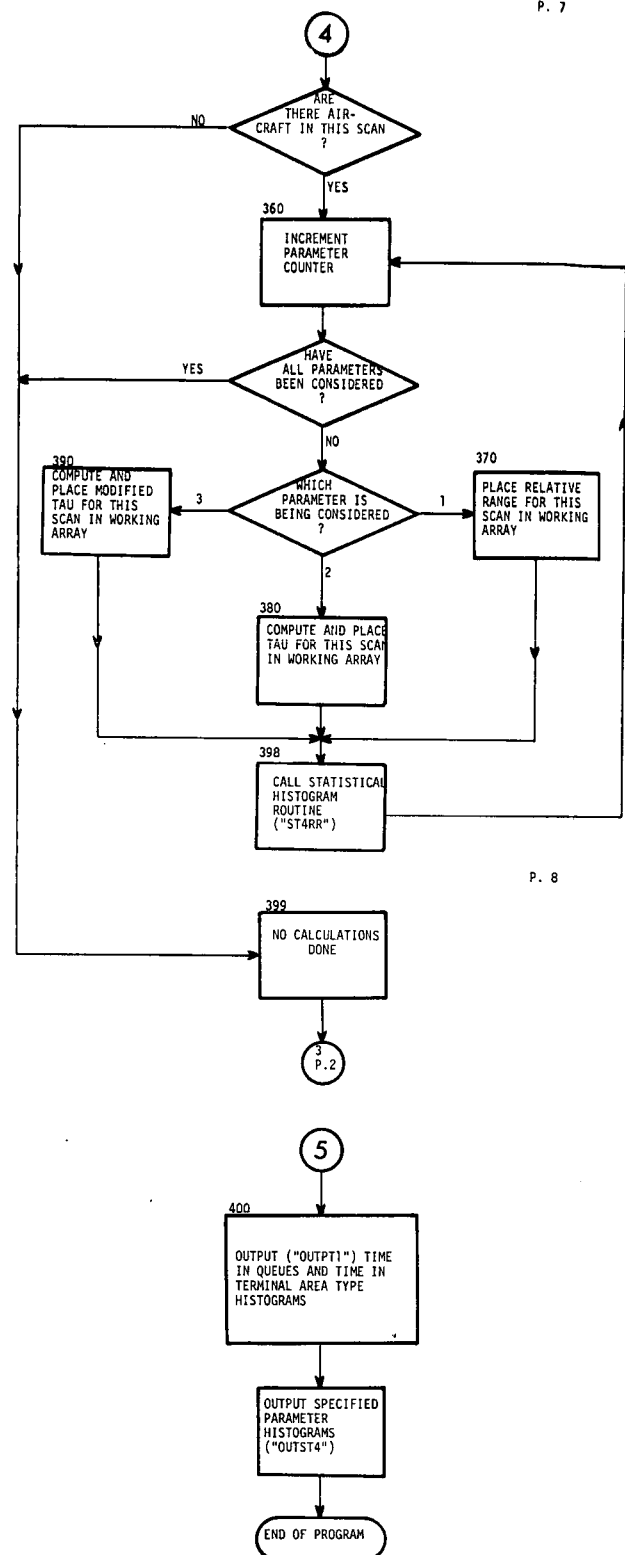 P. 7
4
ARE
THERE AIR-
CRAFT IN THIS SCAN
?
NO
YES
360
INCREMENT
PARAMETER
COUNTER
HAVE
ALL PARAMETERS
BEEN CONSIDERED
?
YES
NO
390
COMPUTE AND
PLACE MODIFIED
TAU FOR THIS
SCAN IN WORKING
ARRAY
3
WHICH
PARAMETER IS
BEING CONSIDERED
?
1
370
PLACE RELATIVE
RANGE FOR THIS
SCAN IN WORKING
ARRAY
2
380
COMPUTE AND PLACE
TAU FOR THIS SCAN
IN WORKING ARRAY
398
CALL STATISTICAL
HISTOGRAM
ROUTINE
("ST4RR")
P. 8
399
NO CALCULATIONS
DONE
3
P.2
5
400
OUTPUT ("OUTPT1") TIME
IN QUEUES AND TIME IN
TERMINAL AREA TYPE
HISTOGRAMS
OUTPUT SPECIFIED
PARAMETER
HISTOGRAMS
("OUTST4")
END OF PROGRAM